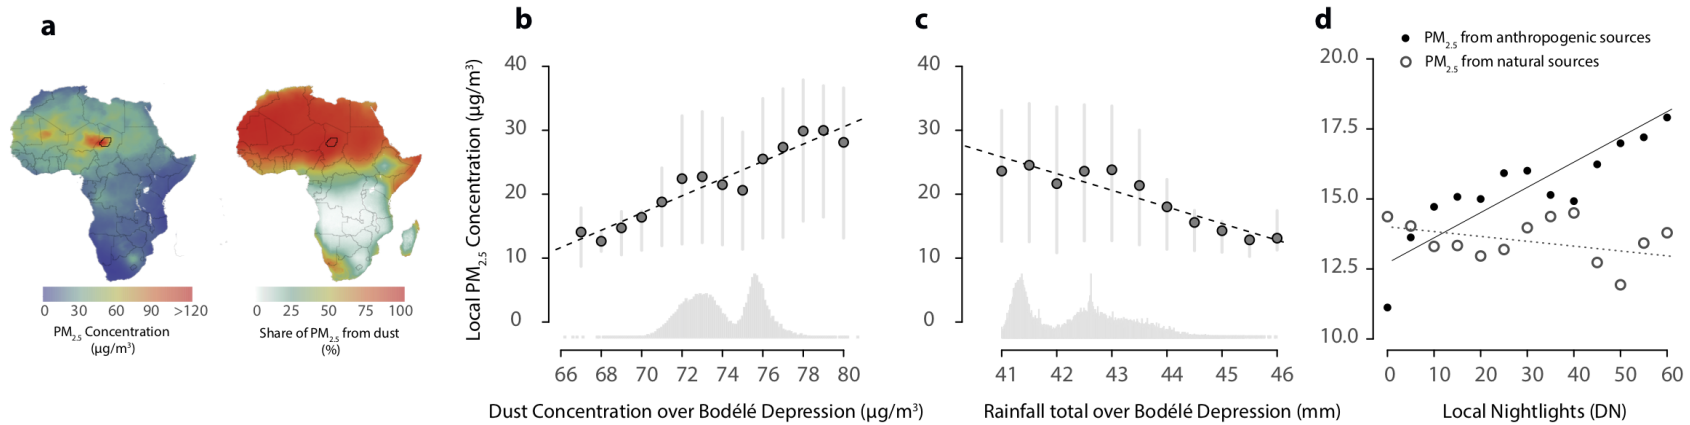 a
0 30 60 90 >120
PM2.5 Concentration
(µg/m³)
0 25 50 75 100
Share of PM2.5 from dust
(%)
b
Local PM2.5 Concentration (µg/m³)
40
30
20
10
0
66 68 70 72 74 76 78 80
Dust Concentration over Bodélé Depression (µg/m³)
c
40
30
20
10
0
41 42 43 44 45 46
Rainfall total over Bodélé Depression (mm)
d
PM2.5 from anthropogenic sources
PM2.5 from natural sources
20.0
17.5
15.0
12.5
10.0
0 10 20 30 40 50 60
Local Nightlights (DN)